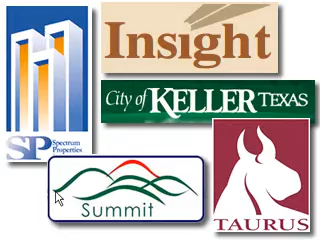 Insight
City of KELLER TEXAS
SP Spectrum
Properties
Summit
TAURUS